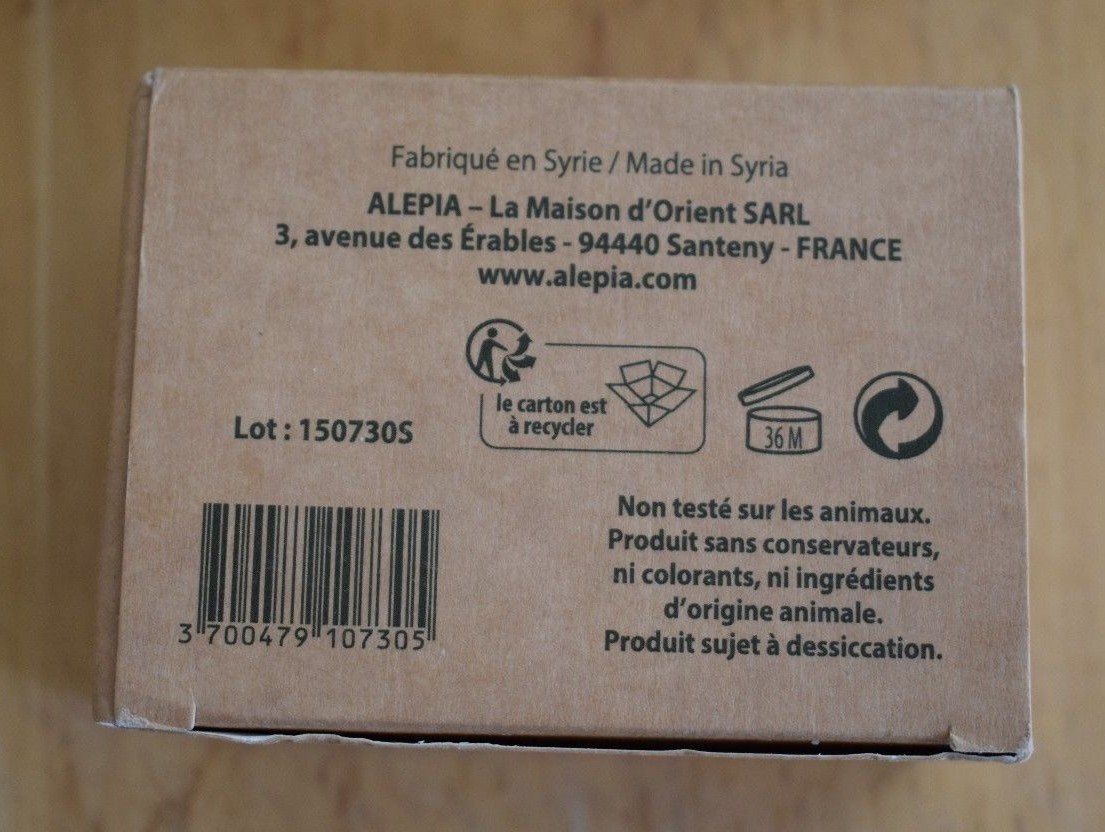 Fabriqué en Syrie / Made in Syria
ALEPIA – La Maison d'Orient SARL
3, avenue des Érables - 94440 Santeny - FRANCE
www.alepia.com
le carton est
à recycler
36 M
Lot : 150730S
Non testé sur les animaux.
Produit sans conservateurs,
ni colorants, ni ingrédients
d'origine animale.
Produit sujet à dessiccation.
3 700479 107305